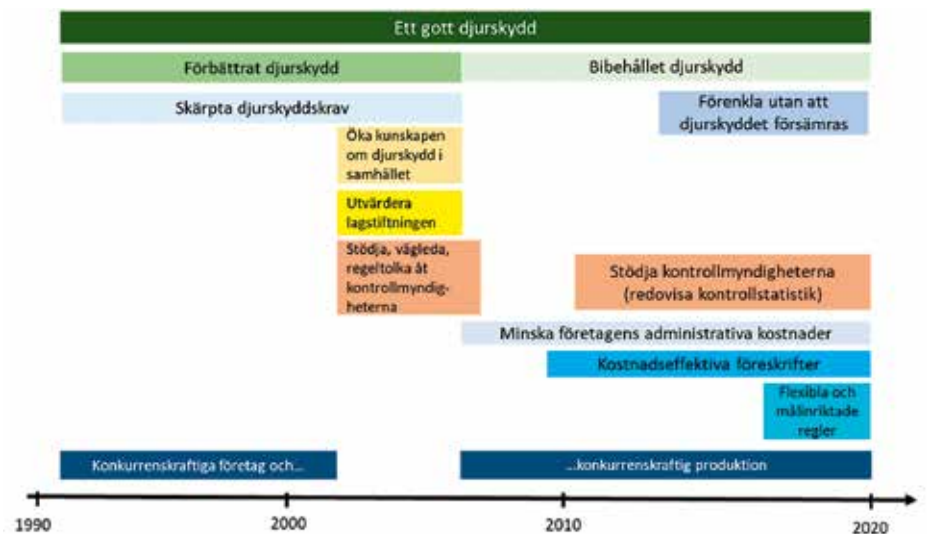 Ett gott djurskydd
Förbättrat djurskydd
Bibehållet djurskydd
Skärpta djurskyddskrav
Förenkla utan att
djurskyddet försämras
Öka kunskapen
om djurskydd i
samhället
Utvärdera
lagstiltningen
Stödja, vägleda,
regeltolka åt
kontrollmyndig-
heterna
Stödja kontrollmyndigheterna
(redovisa kontrollstatistik)
Minska företagens administrativa kostnader
Kostnadseffektiva föreskrifter
Flexibla och
målinriktade
regler
Konkurrenskraftiga företag och...
...konkurrenskraftig produktion
1990
2000
2010
2020